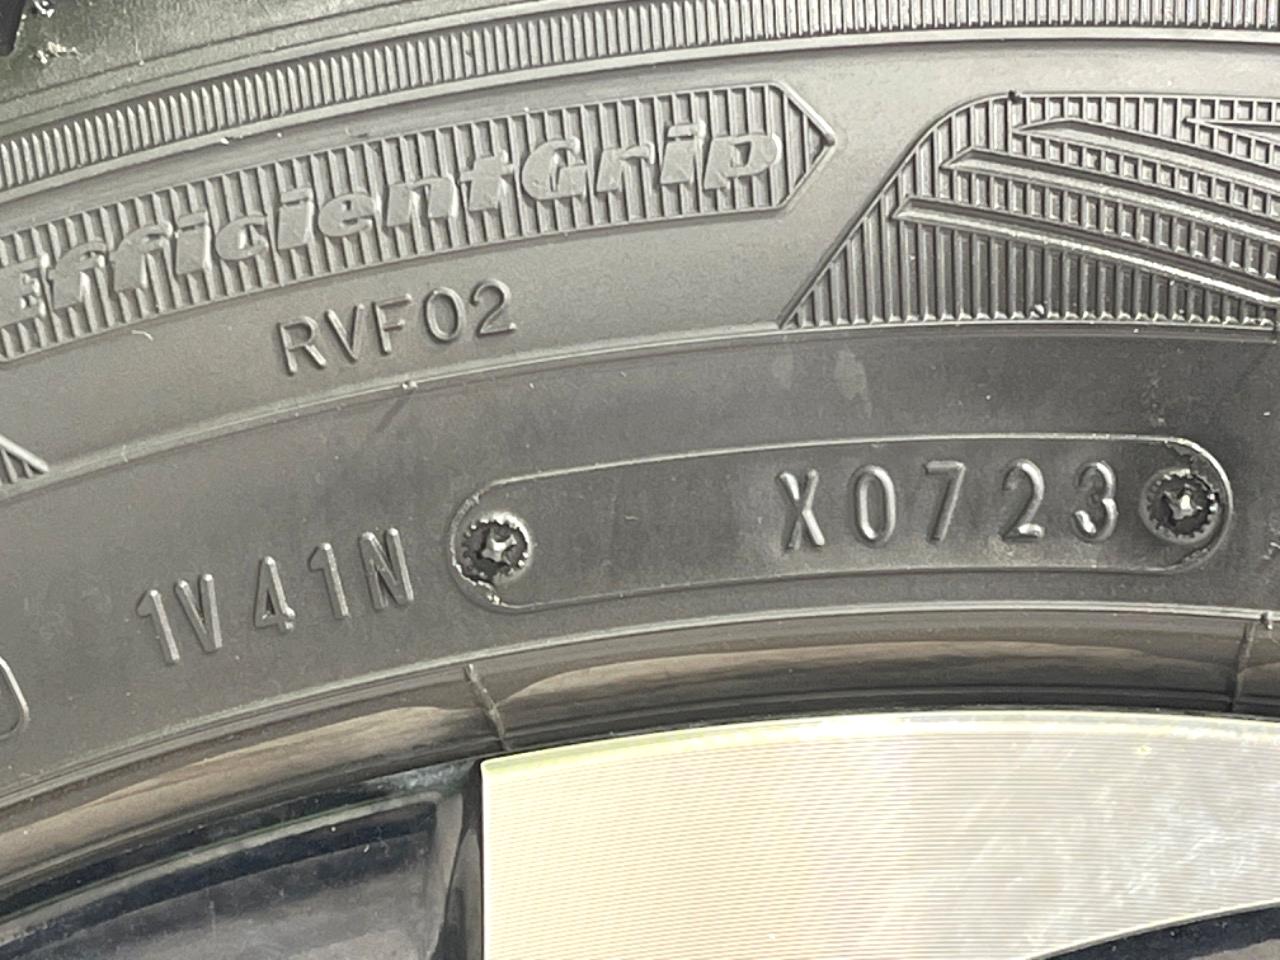 EfficientGrip
RVF02
1V41N
X0723